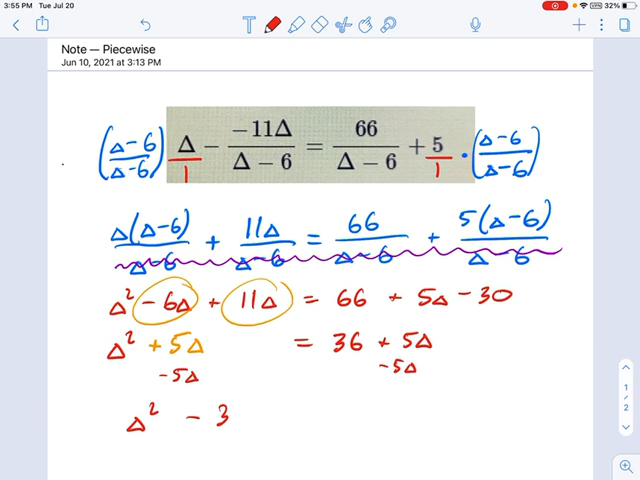 3:55 PM Tue Jul 20
VPN 32%
Note — Piecewise
Jun 10, 2021 at 3:13 PM
(Δ-6)/(Δ-6) Δ/1 − −11Δ/(Δ − 6) = 66/(Δ − 6) + 5/1 · (Δ-6)/(Δ-6)
Δ(Δ-6)/(Δ-6) + 11Δ/(Δ-6) = 66/(Δ-6) + 5(Δ-6)/(Δ-6)
Δ² - 6Δ + 11Δ = 66 + 5Δ - 30
Δ² + 5Δ = 36 + 5Δ
-5Δ -5Δ
Δ² - 3
1
2